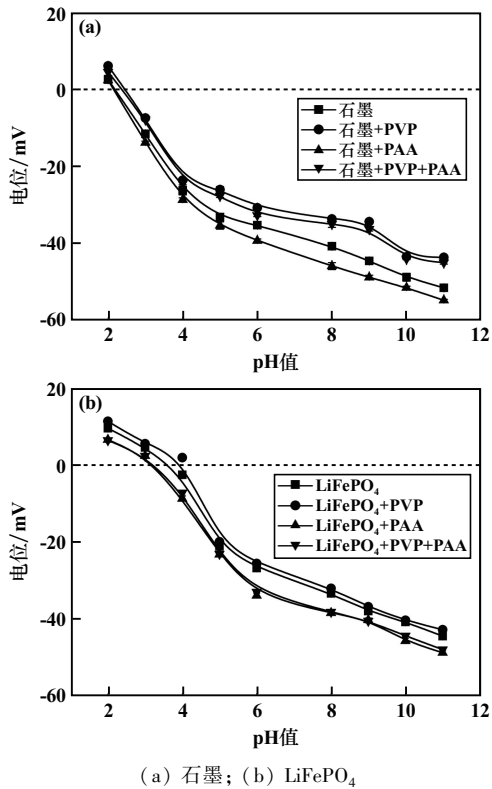 (a)
20
0
-20
-40
-60
电位/mV
石墨
石墨+PVP
石墨+PAA
石墨+PVP+PAA
2 4 6 8 10 12
pH值
(b)
20
0
-20
-40
-60
电位/mV
LiFePO₄
LiFePO₄+PVP
LiFePO₄+PAA
LiFePO₄+PVP+PAA
2 4 6 8 10 12
pH值
(a) 石墨; (b) LiFePO₄